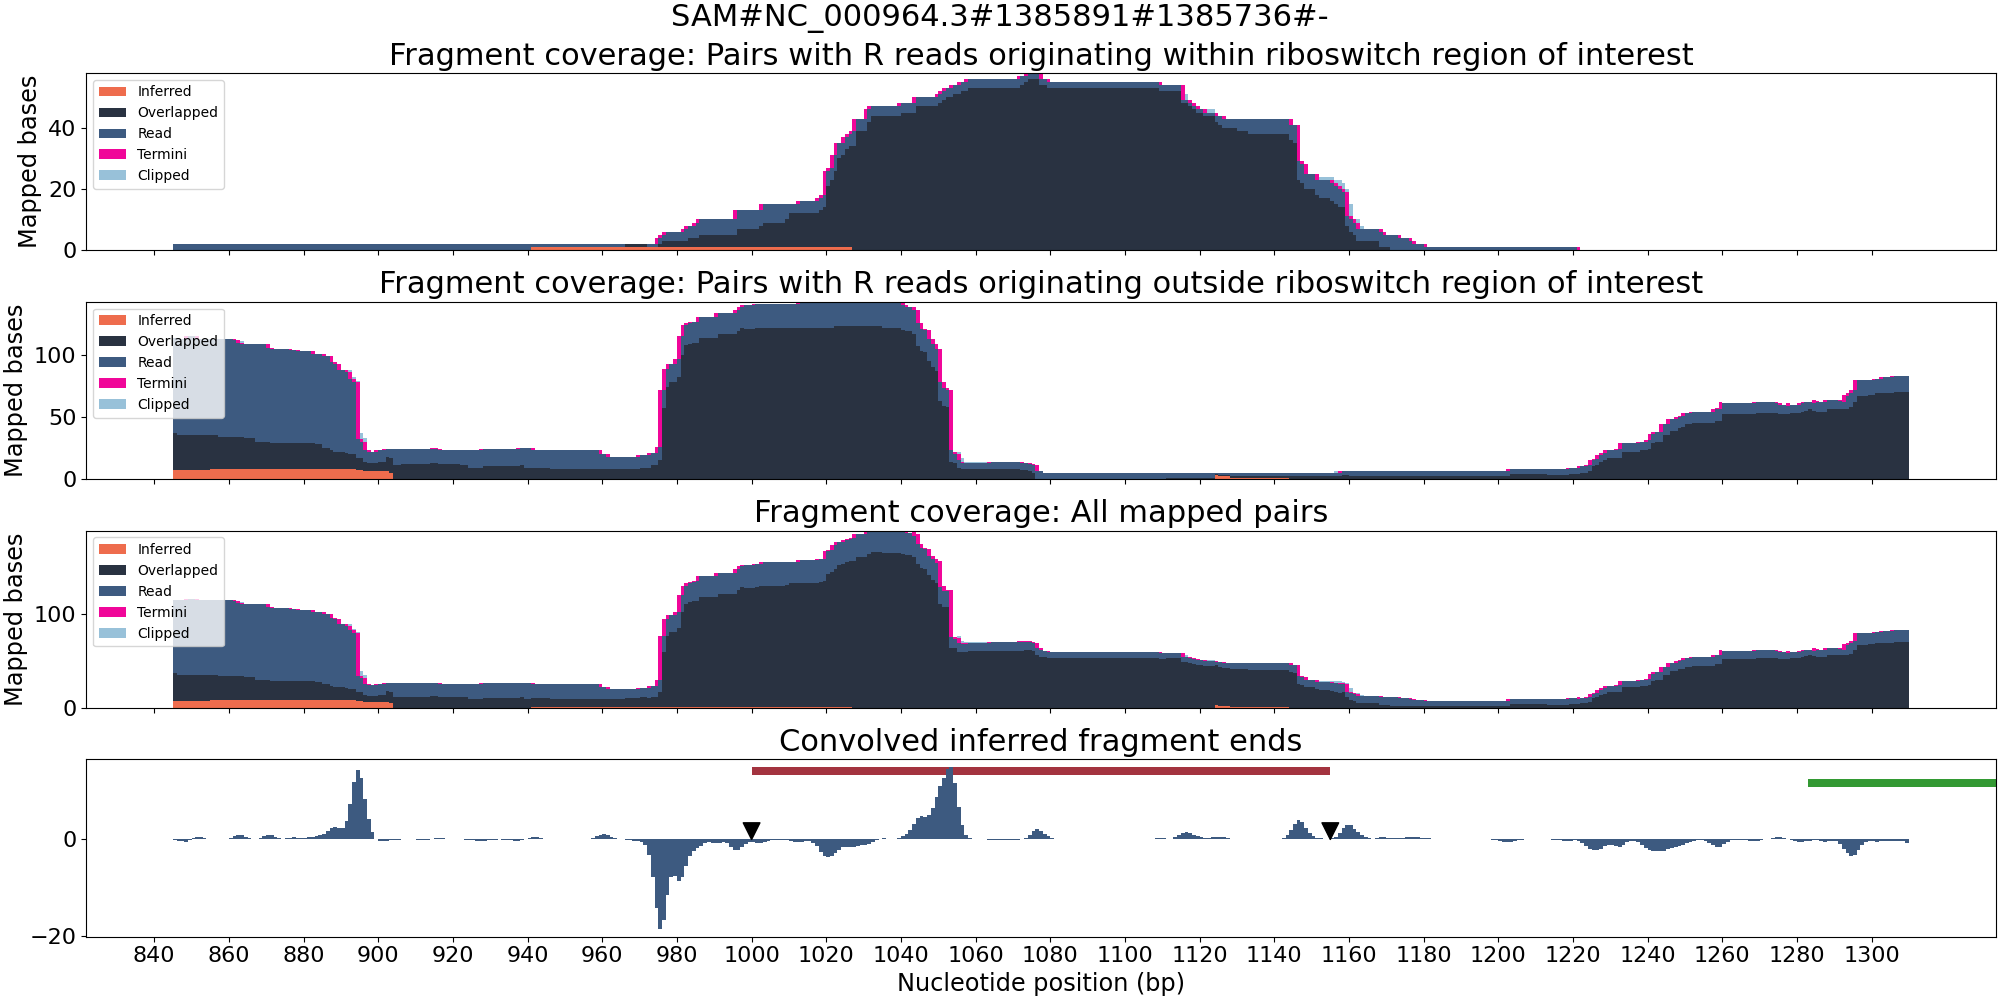 SAM#NC_000964.3#1385891#1385736#-
Fragment coverage: Pairs with R reads originating within riboswitch region of interest
Mapped bases
40
20
0
Inferred
Overlapped
Read
Termini
Clipped
Fragment coverage: Pairs with R reads originating outside riboswitch region of interest
Mapped bases
100
50
0
Inferred
Overlapped
Read
Termini
Clipped
Fragment coverage: All mapped pairs
Mapped bases
100
0
Inferred
Overlapped
Read
Termini
Clipped
Convolved inferred fragment ends
0
−20
840 860 880 900 920 940 960 980 1000 1020 1040 1060 1080 1100 1120 1140 1160 1180 1200 1220 1240 1260 1280 1300
Nucleotide position (bp)